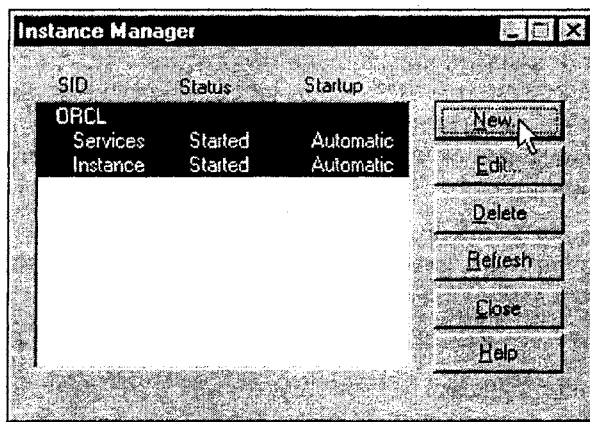 Instance Manager
SID Status Startup
ORCL
Services Started Automatic
Instance Started Automatic
New...
Edit...
Delete
Refresh
Close
Help